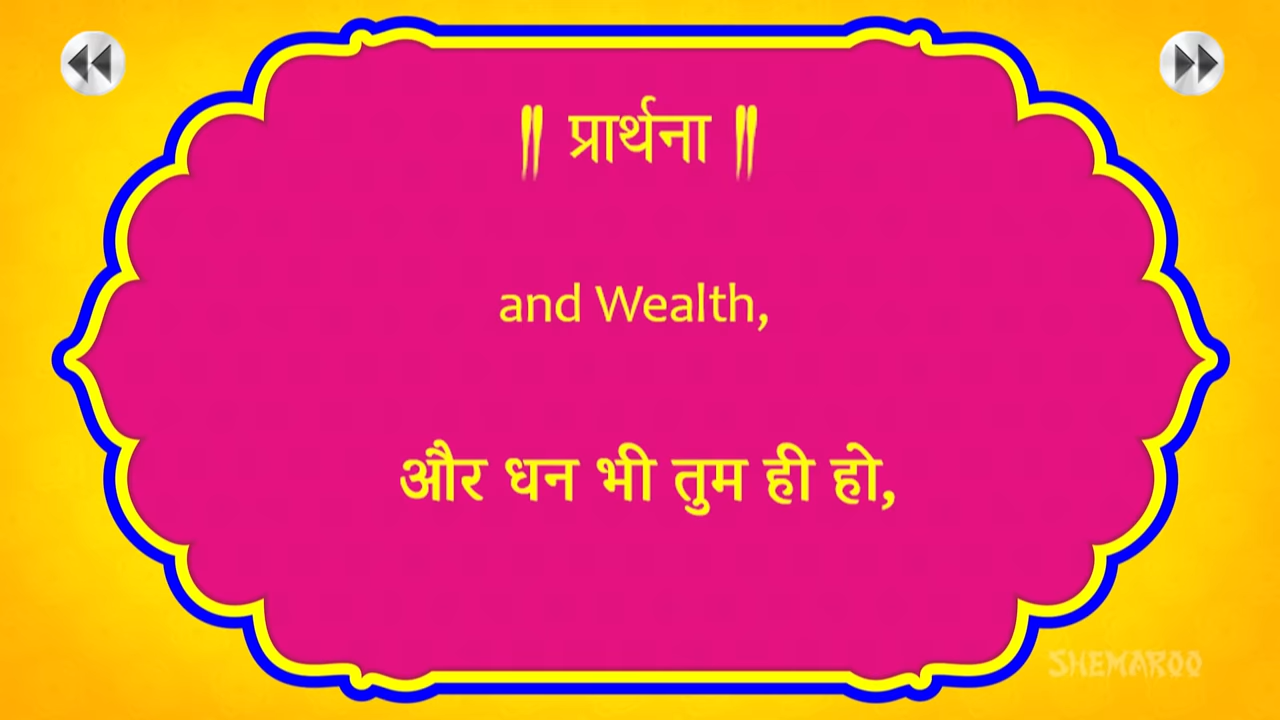 ॥ प्रार्थना ॥
and Wealth,
और धन भी तुम ही हो,
SHEMAROO